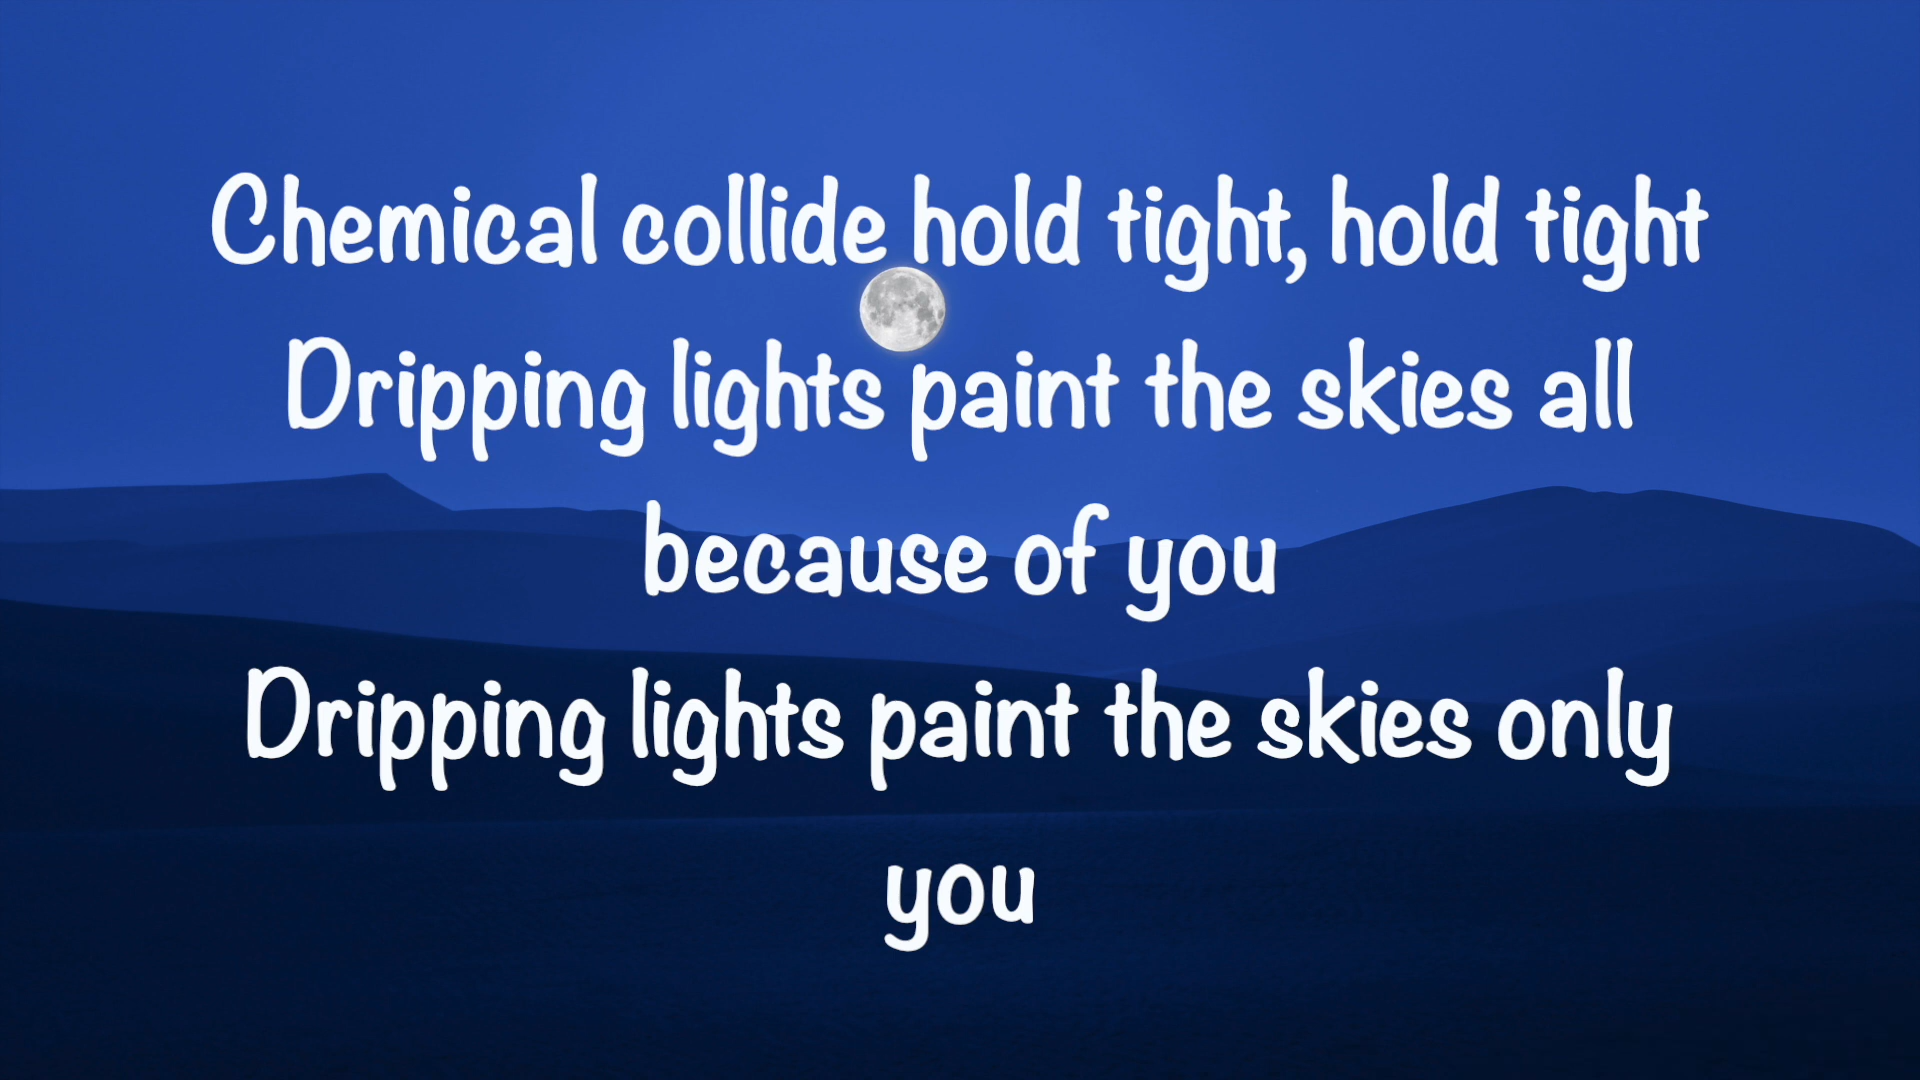 Chemical collide hold tight, hold tight
Dripping lights paint the skies all
because of you
Dripping lights paint the skies only
you